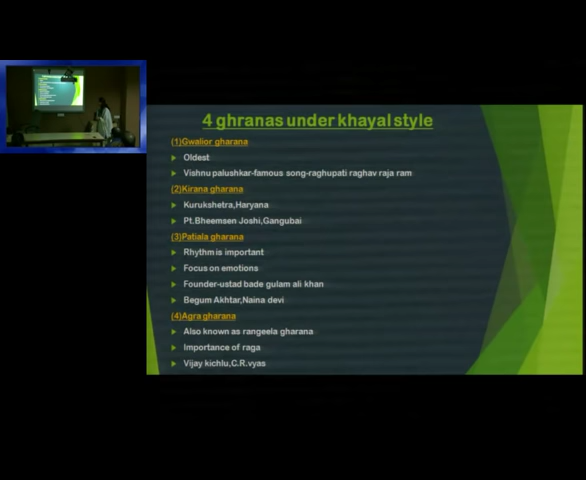 4 ghranas under khayal style
(1)Gwalior gharana
Oldest
Vishnu palushkar-famous song-raghupati raghav raja ram
(2)Kirana gharana
Kurukshetra,Haryana
Pt.Bheemsen Joshi,Gangubai
(3)Patiala gharana
Rhythm is important
Focus on emotions
Founder-ustad bade gulam ali khan
Begum Akhtar,Naina devi
(4)Agra gharana
Also known as rangeela gharana
Importance of raga
Vijay kichlu,C.R.vyas